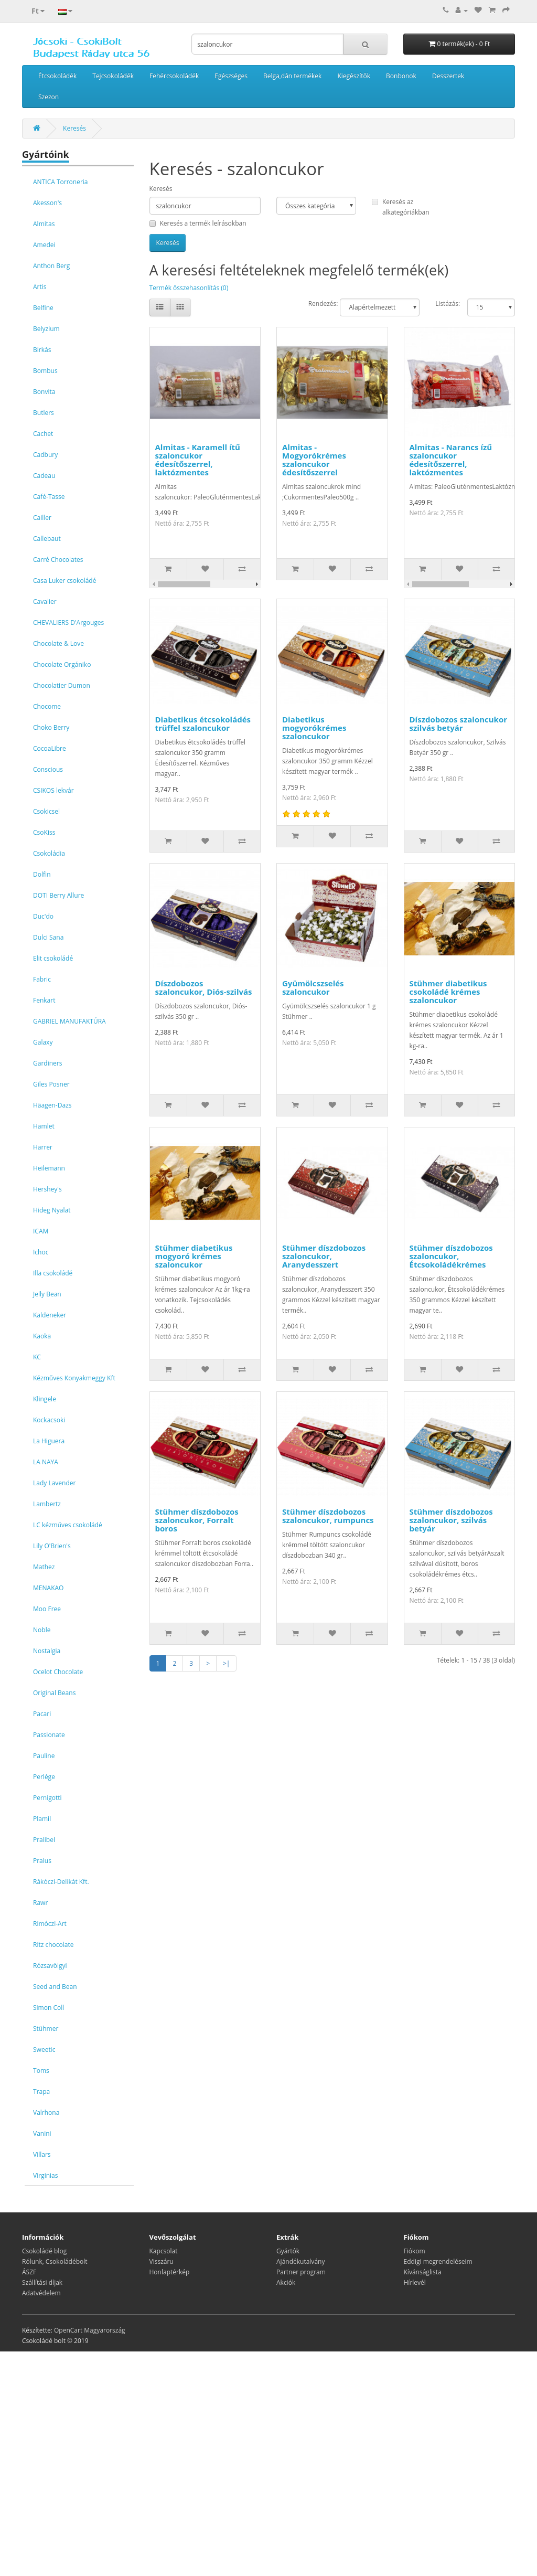 Ft
Jócsoki - CsokiBolt
Budapest Ráday utca 56
szaloncukor
0 termék(ek) - 0 Ft
Étcsokoládék
Tejcsokoládék
Fehércsokoládék
Egészséges
Belga,dán termékek
Kiegészítők
Bonbonok
Desszertek
Szezon
Keresés
Gyártóink
ANTICA Torroneria
Akesson's
Almitas
Amedei
Anthon Berg
Artis
Belfine
Belyzium
Birkás
Bombus
Bonvita
Butlers
Cachet
Cadbury
Cadeau
Café-Tasse
Cailler
Callebaut
Carré Chocolates
Casa Luker csokoládé
Cavalier
CHEVALIERS D'Argouges
Chocolate & Love
Chocolate Orgániko
Chocolatier Dumon
Chocome
Choko Berry
CocoaLibre
Conscious
CSIKOS lekvár
Csokicsel
CsoKiss
Csokoládia
Dolfin
DOTI Berry Allure
Duc'do
Dulci Sana
Elit csokoládé
Fabric
Fenkart
GABRIEL MANUFAKTÚRA
Galaxy
Gardiners
Giles Posner
Häagen-Dazs
Hamlet
Harrer
Heilemann
Hershey's
Hideg Nyalat
ICAM
Ichoc
Illa csokoládé
Jelly Bean
Kaldeneker
Kaoka
KC
Kézműves Konyakmeggy Kft
Klingele
Kockacsoki
La Higuera
LA NAYA
Lady Lavender
Lambertz
LC kézműves csokoládé
Lily O'Brien's
Mathez
MENAKAO
Moo Free
Noble
Nostalgia
Ocelot Chocolate
Original Beans
Pacari
Passionate
Pauline
Perlége
Pernigotti
Plamil
Pralibel
Pralus
Rákóczi-Delikát Kft.
Rawr
Rimóczi-Art
Ritz chocolate
Rózsavölgyi
Seed and Bean
Simon Coll
Stühmer
Sweetic
Toms
Trapa
Valrhona
Vanini
Villars
Virginias
Keresés - szaloncukor
Keresés
szaloncukor
Összes kategória
Keresés az alkategóriákban
Keresés a termék leírásokban
Keresés
A keresési feltételeknek megfelelő termék(ek)
Termék összehasonlítás (0)
Rendezés:
Alapértelmezett
Listázás:
15
Almitas - Karamell ítű szaloncukor édesítőszerrel, laktózmentes
Almitas szaloncukor: PaleoGluténmentesLak
3,499 Ft
Nettó ára: 2,755 Ft
Almitas - Mogyorókrémes szaloncukor édesítőszerrel
Almitas szaloncukrok mind ;CukormentesPaleo500g ..
3,499 Ft
Nettó ára: 2,755 Ft
Almitas - Narancs ízű szaloncukor édesítőszerrel, laktózmentes
Almitas: PaleoGluténmentesLaktózm
3,499 Ft
Nettó ára: 2,755 Ft
Diabetikus étcsokoládés trüffel szaloncukor
Diabetikus étcsokoládés trüffel szaloncukor 350 gramm Édesítőszerrel. Kézműves magyar..
3,747 Ft
Nettó ára: 2,950 Ft
Diabetikus mogyorókrémes szaloncukor
Diabetikus mogyorókrémes szaloncukor 350 gramm Kézzel készített magyar termék ..
3,759 Ft
Nettó ára: 2,960 Ft
Díszdobozos szaloncukor szilvás betyár
Díszdobozos szaloncukor, Szilvás Betyár 350 gr ..
2,388 Ft
Nettó ára: 1,880 Ft
Díszdobozos szaloncukor, Diós-szilvás
Díszdobozos szaloncukor, Diós-szilvás 350 gr ..
2,388 Ft
Nettó ára: 1,880 Ft
STÜHMER
Gyümölcszselés szaloncukor
Gyümölcszselés szaloncukor 1 g Stühmer ..
6,414 Ft
Nettó ára: 5,050 Ft
Stühmer diabetikus csokoládé krémes szaloncukor
Stühmer diabetikus csokoládé krémes szaloncukor Kézzel készített magyar termék. Az ár 1 kg-ra..
7,430 Ft
Nettó ára: 5,850 Ft
Stühmer diabetikus mogyoró krémes szaloncukor
Stühmer diabetikus mogyoró krémes szaloncukor Az ár 1kg-ra vonatkozik. Tejcsokoládés csokolád..
7,430 Ft
Nettó ára: 5,850 Ft
Stühmer díszdobozos szaloncukor, Aranydesszert
Stühmer díszdobozos szaloncukor, Aranydesszert 350 grammos Kézzel készített magyar termék..
2,604 Ft
Nettó ára: 2,050 Ft
Stühmer díszdobozos szaloncukor, Étcsokoládékrémes
Stühmer díszdobozos szaloncukor, Étcsokoládékrémes 350 grammos Kézzel készített magyar te..
2,690 Ft
Nettó ára: 2,118 Ft
Stühmer díszdobozos szaloncukor, Forralt boros
Stühmer Forralt boros csokoládé krémmel töltött étcsokoládé szaloncukor díszdobozban Forra..
2,667 Ft
Nettó ára: 2,100 Ft
Stühmer díszdobozos szaloncukor, rumpuncs
Stühmer Rumpuncs csokoládé krémmel töltött szaloncukor díszdobozban 340 gr..
2,667 Ft
Nettó ára: 2,100 Ft
Stühmer díszdobozos szaloncukor, szilvás betyár
Stühmer díszdobozos szaloncukor, szilvás betyárAszalt szilvával dúsított, boros csokoládékrémes étcs..
2,667 Ft
Nettó ára: 2,100 Ft
1 2 3 > >|
Tételek: 1 - 15 / 38 (3 oldal)
Információk
Csokoládé blog
Rólunk, Csokoládébolt
ÁSZF
Szállítási díjak
Adatvédelem
Vevőszolgálat
Kapcsolat
Visszáru
Honlaptérkép
Extrák
Gyártók
Ajándékutalvány
Partner program
Akciók
Fiókom
Fiókom
Eddigi megrendeléseim
Kívánságlista
Hírlevél
Készítette: OpenCart Magyarország
Csokoládé bolt © 2019